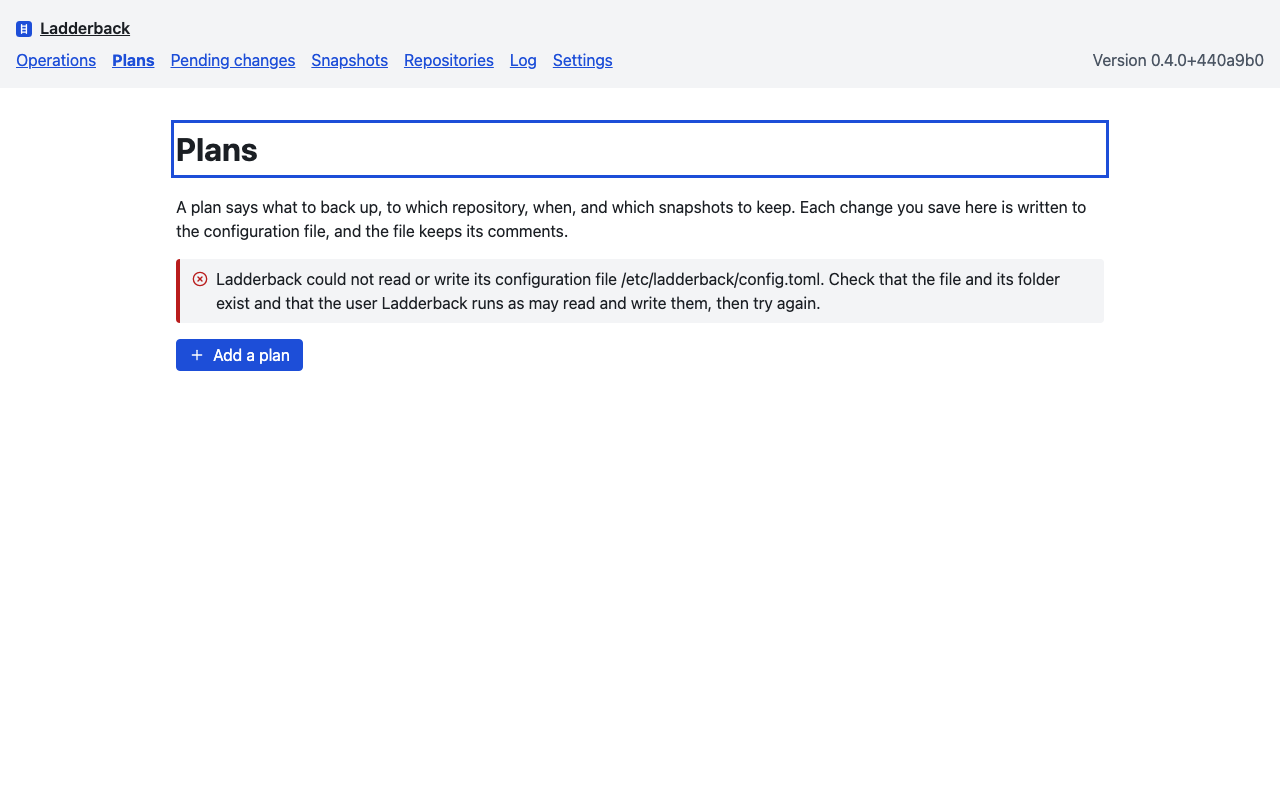 Ladderback
Operations Plans Pending changes Snapshots Repositories Log Settings Version 0.4.0+440a9b0
Plans
A plan says what to back up, to which repository, when, and which snapshots to keep. Each change you save here is written to
the configuration file, and the file keeps its comments.
Ladderback could not read or write its configuration file /etc/ladderback/config.toml. Check that the file and its folder
exist and that the user Ladderback runs as may read and write them, then try again.
Add a plan